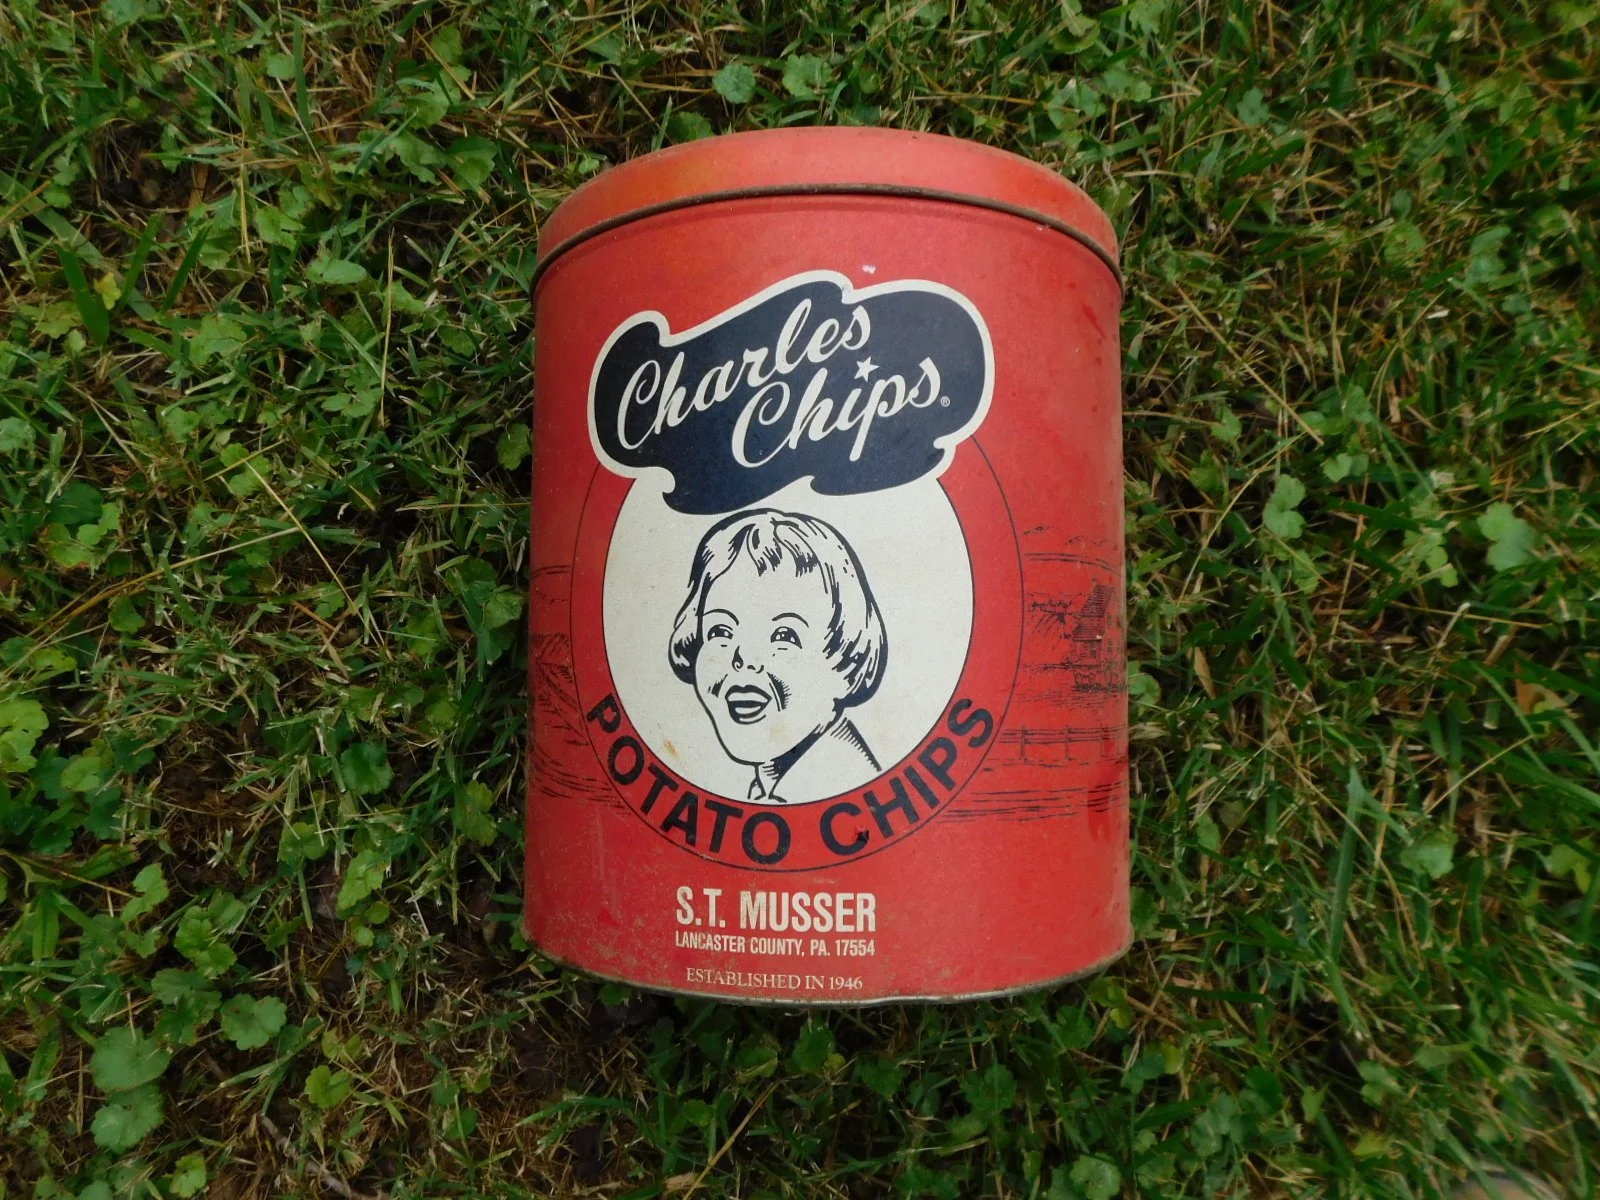 Charles
Chips®
POTATO CHIPS
S.T. MUSSER
LANCASTER COUNTY, PA. 17554
ESTABLISHED IN 1946